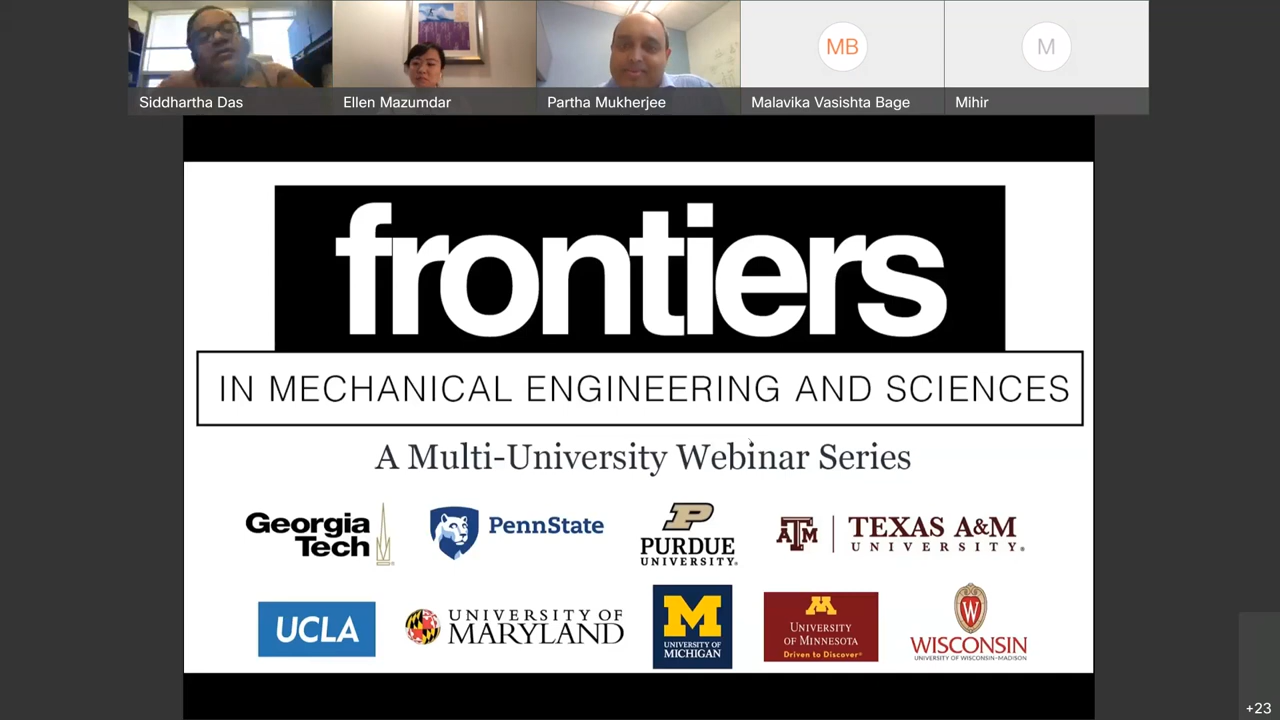 MB
M
Siddhartha Das
Ellen Mazumdar
Partha Mukherjee
Malavika Vasishta Bage
Mihir
frontiers
IN MECHANICAL ENGINEERING AND SCIENCES
A Multi-University Webinar Series
Georgia
Tech
PennState
P
PURDUE
UNIVERSITY®
ATM
TEXAS A&M
UNIVERSITY®
UCLA
UNIVERSITY OF
MARYLAND
M
UNIVERSITY OF
MICHIGAN
M
UNIVERSITY
OF MINNESOTA
Driven to Discover®
W
WISCONSIN
UNIVERSITY OF WISCONSIN–MADISON
+23